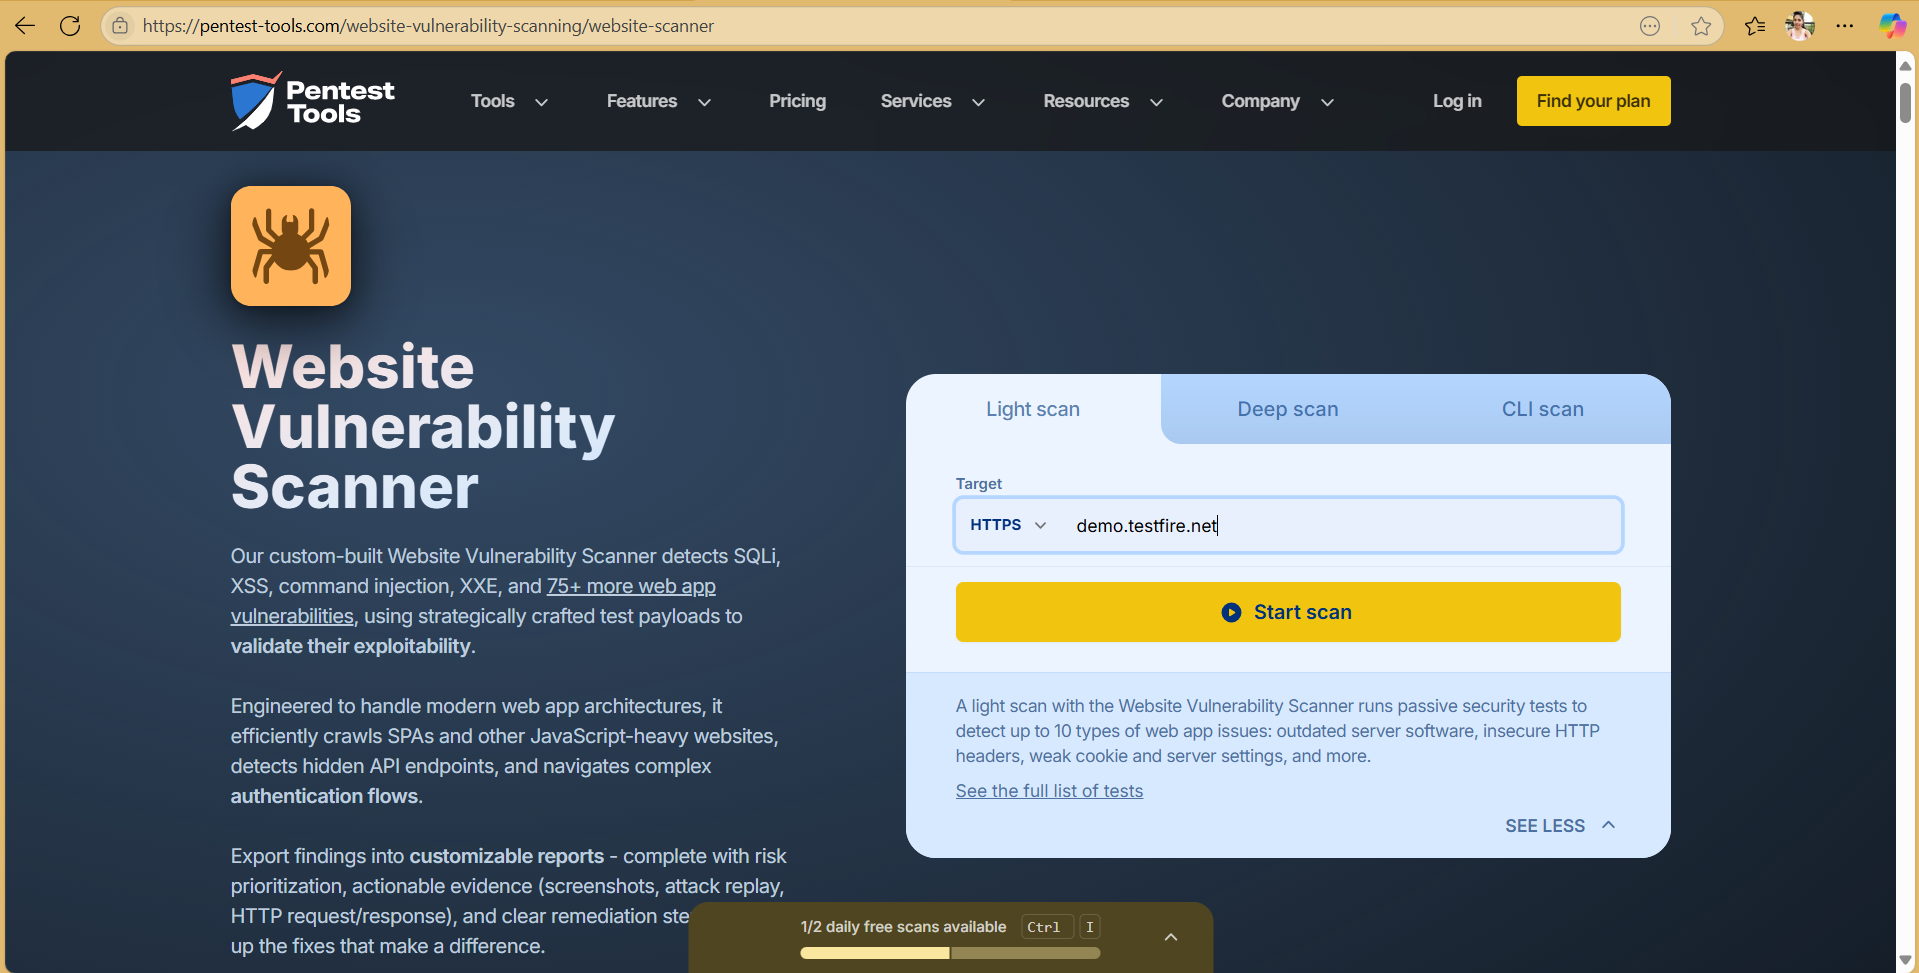 https://pentest-tools.com/website-vulnerability-scanning/website-scanner
Pentest
Tools
Tools
Features
Pricing
Services
Resources
Company
Log in
Find your plan
Website
Vulnerability
Scanner
Our custom-built Website Vulnerability Scanner detects SQLi,
XSS, command injection, XXE, and 75+ more web app
vulnerabilities, using strategically crafted test payloads to
validate their exploitability.
Engineered to handle modern web app architectures, it
efficiently crawls SPAs and other JavaScript-heavy websites,
detects hidden API endpoints, and navigates complex
authentication flows.
Export findings into customizable reports - complete with risk
prioritization, actionable evidence (screenshots, attack replay,
HTTP request/response), and clear remediation ste
up the fixes that make a difference.
Light scan
Deep scan
CLI scan
Target
HTTPS
demo.testfire.net
Start scan
A light scan with the Website Vulnerability Scanner runs passive security tests to
detect up to 10 types of web app issues: outdated server software, insecure HTTP
headers, weak cookie and server settings, and more.
See the full list of tests
SEE LESS
1/2 daily free scans available Ctrl I